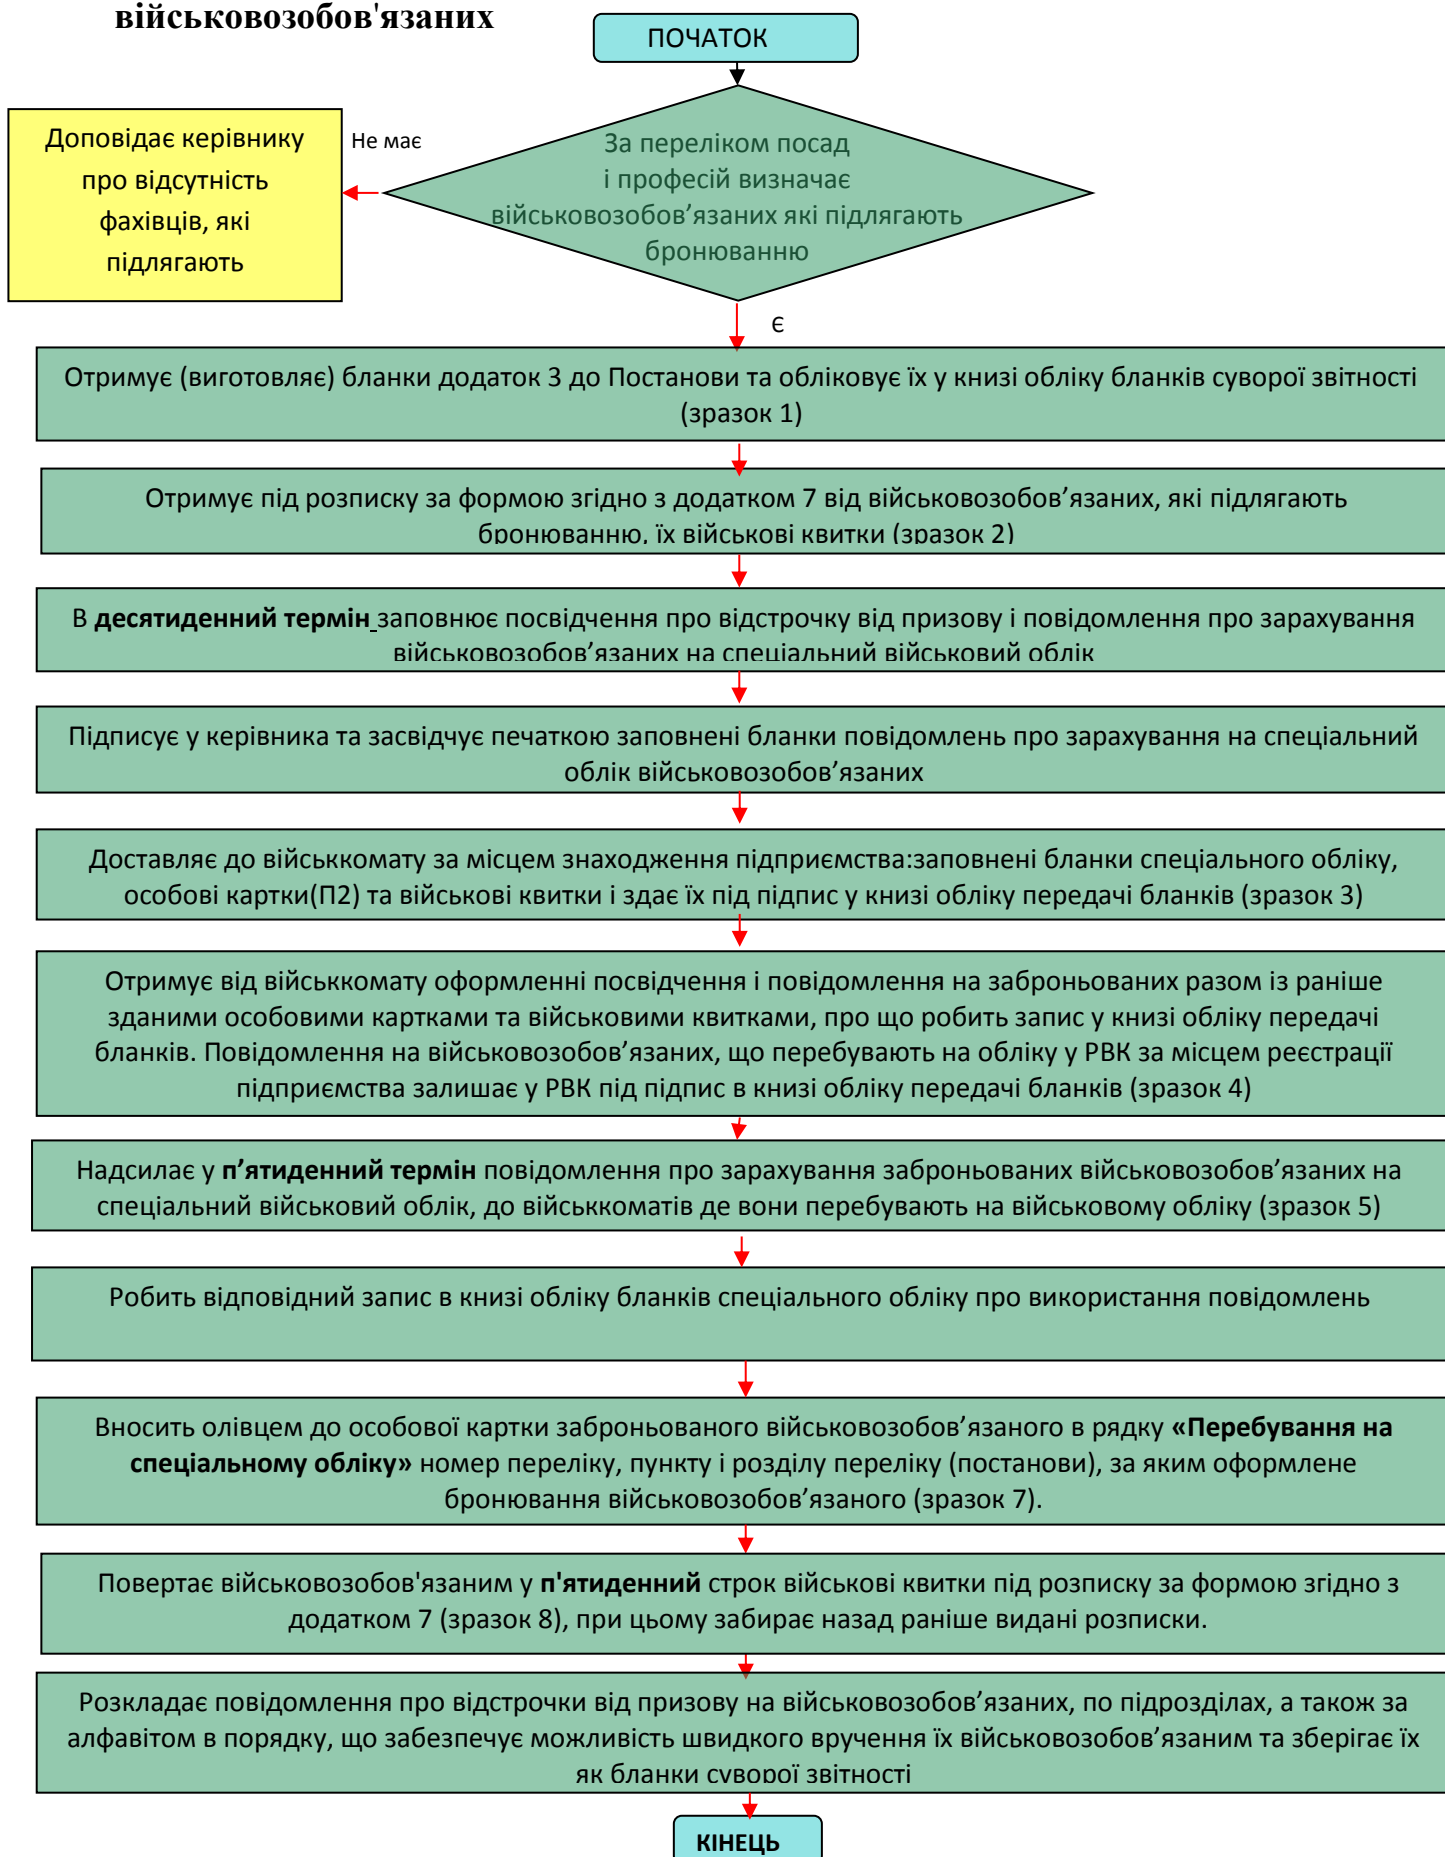 військовозобов'язаних
ПОЧАТОК
Доповідає керівнику
про відсутність
фахівців, які
підлягають
Не має
За переліком посад
і професій визначає
військовозобов’язаних які підлягають
бронюванню
Є
Отримує (виготовляє) бланки додаток 3 до Постанови та обліковує їх у книзі обліку бланків суворої звітності
(зразок 1)
Отримує під розписку за формою згідно з додатком 7 від військовозобов’язаних, які підлягають
бронюванню, їх військові квитки (зразок 2)
В десятиденний термін заповнює посвідчення про відстрочку від призову і повідомлення про зарахування
військовозобов’язаних на спеціальний військовий облік
Підписує у керівника та засвідчує печаткою заповнені бланки повідомлень про зарахування на спеціальний
облік військовозобов’язаних
Доставляє до військкомату за місцем знаходження підприємства:заповнені бланки спеціального обліку,
особові картки(П2) та військові квитки і здає їх під підпис у книзі обліку передачі бланків (зразок 3)
Отримує від військкомату оформленні посвідчення і повідомлення на заброньованих разом із раніше
зданими особовими картками та військовими квитками, про що робить запис у книзі обліку передачі
бланків. Повідомлення на військовозобов’язаних, що перебувають на обліку у РВК за місцем реєстрації
підприємства залишає у РВК під підпис в книзі обліку передачі бланків (зразок 4)
Надсилає у п’ятиденний термін повідомлення про зарахування заброньованих військовозобов’язаних на
спеціальний військовий облік, до військкоматів де вони перебувають на військовому обліку (зразок 5)
Робить відповідний запис в книзі обліку бланків спеціального обліку про використання повідомлень
Вносить олівцем до особової картки заброньованого військовозобов’язаного в рядку «Перебування на
спеціальному обліку» номер переліку, пункту і розділу переліку (постанови), за яким оформлене
бронювання військовозобов’язаного (зразок 7).
Повертає військовозобов'язаним у п'ятиденний строк військові квитки під розписку за формою згідно з
додатком 7 (зразок 8), при цьому забирає назад раніше видані розписки.
Розкладає повідомлення про відстрочки від призову на військовозобов’язаних, по підрозділах, а також за
алфавітом в порядку, що забезпечує можливість швидкого вручення їх військовозобов’язаним та зберігає їх
як бланки суворої звітності
КІНЕЦЬ